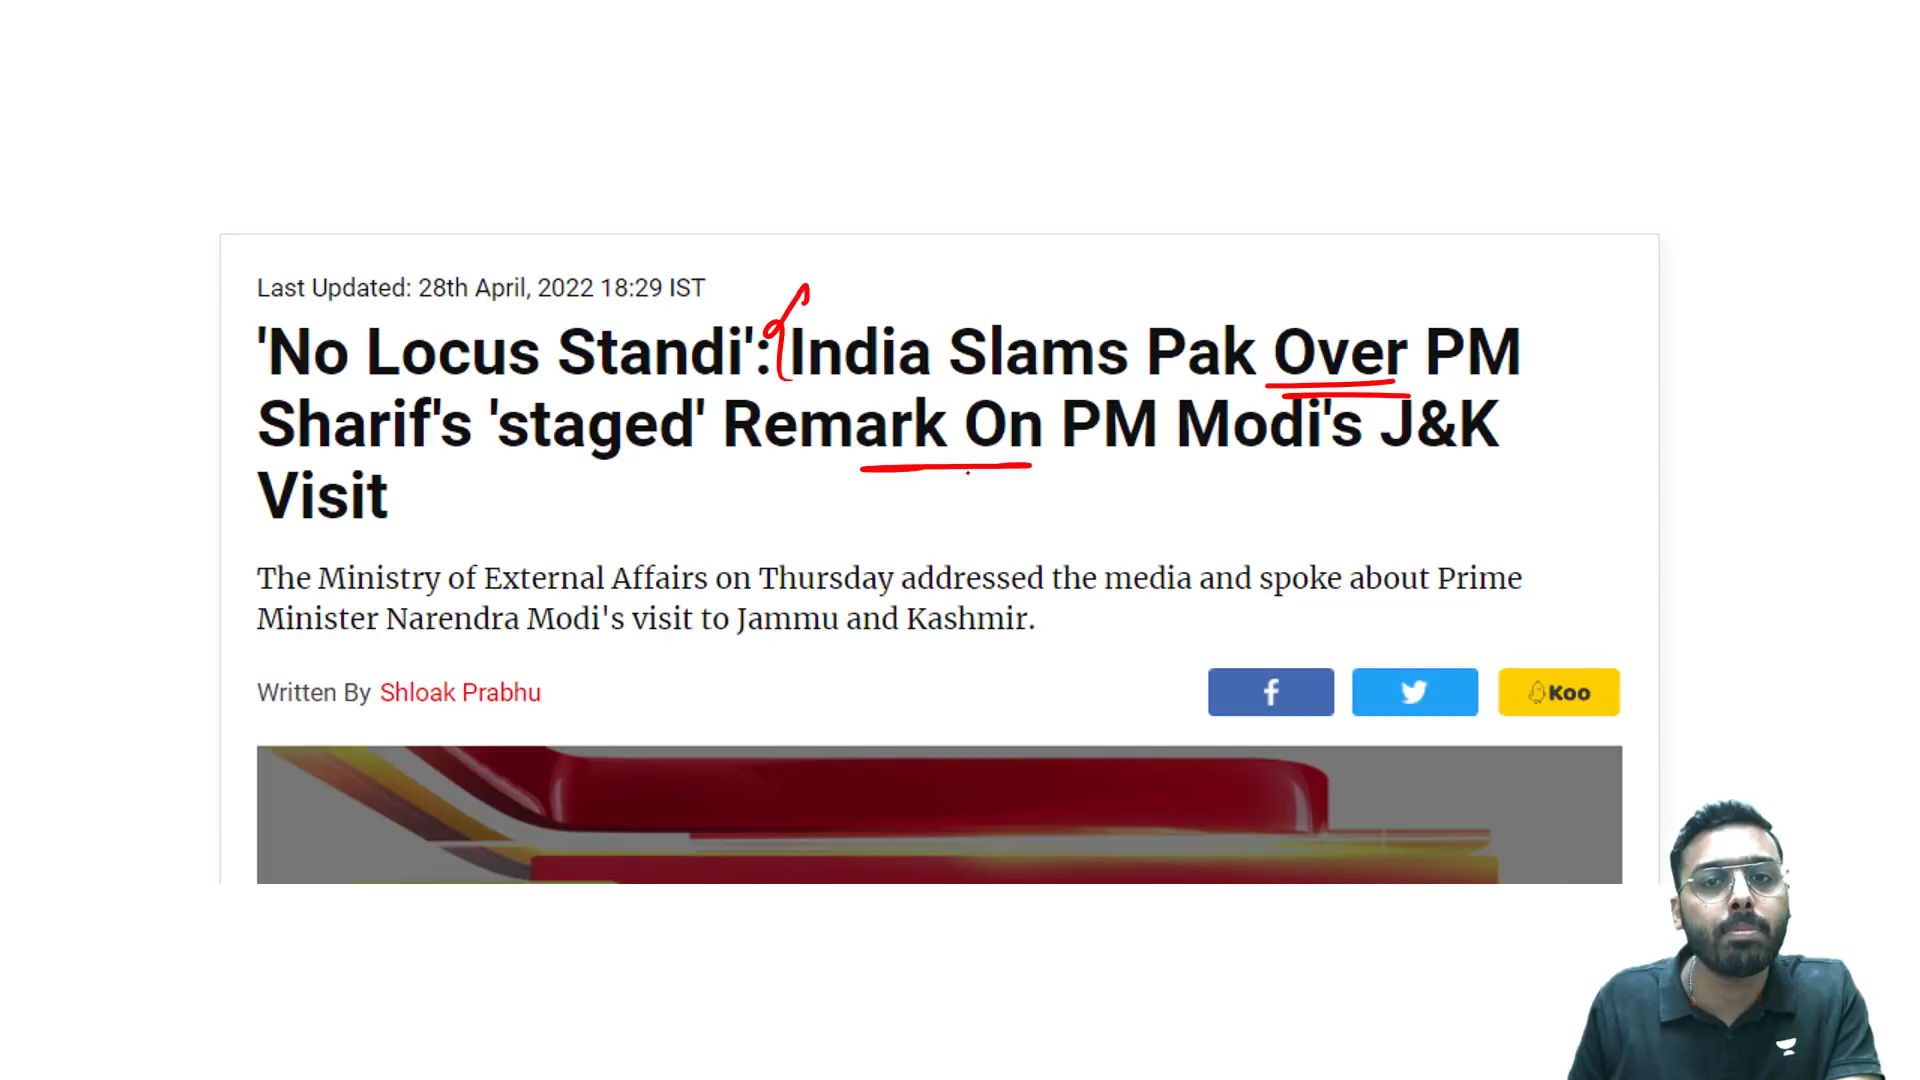 Last Updated: 28th April, 2022 18:29 IST
'No Locus Standi': India Slams Pak Over PM
Sharif's 'staged' Remark On PM Modi's J&K
Visit
The Ministry of External Affairs on Thursday addressed the media and spoke about Prime
Minister Narendra Modi's visit to Jammu and Kashmir.
Written By Shloak Prabhu
f
Koo